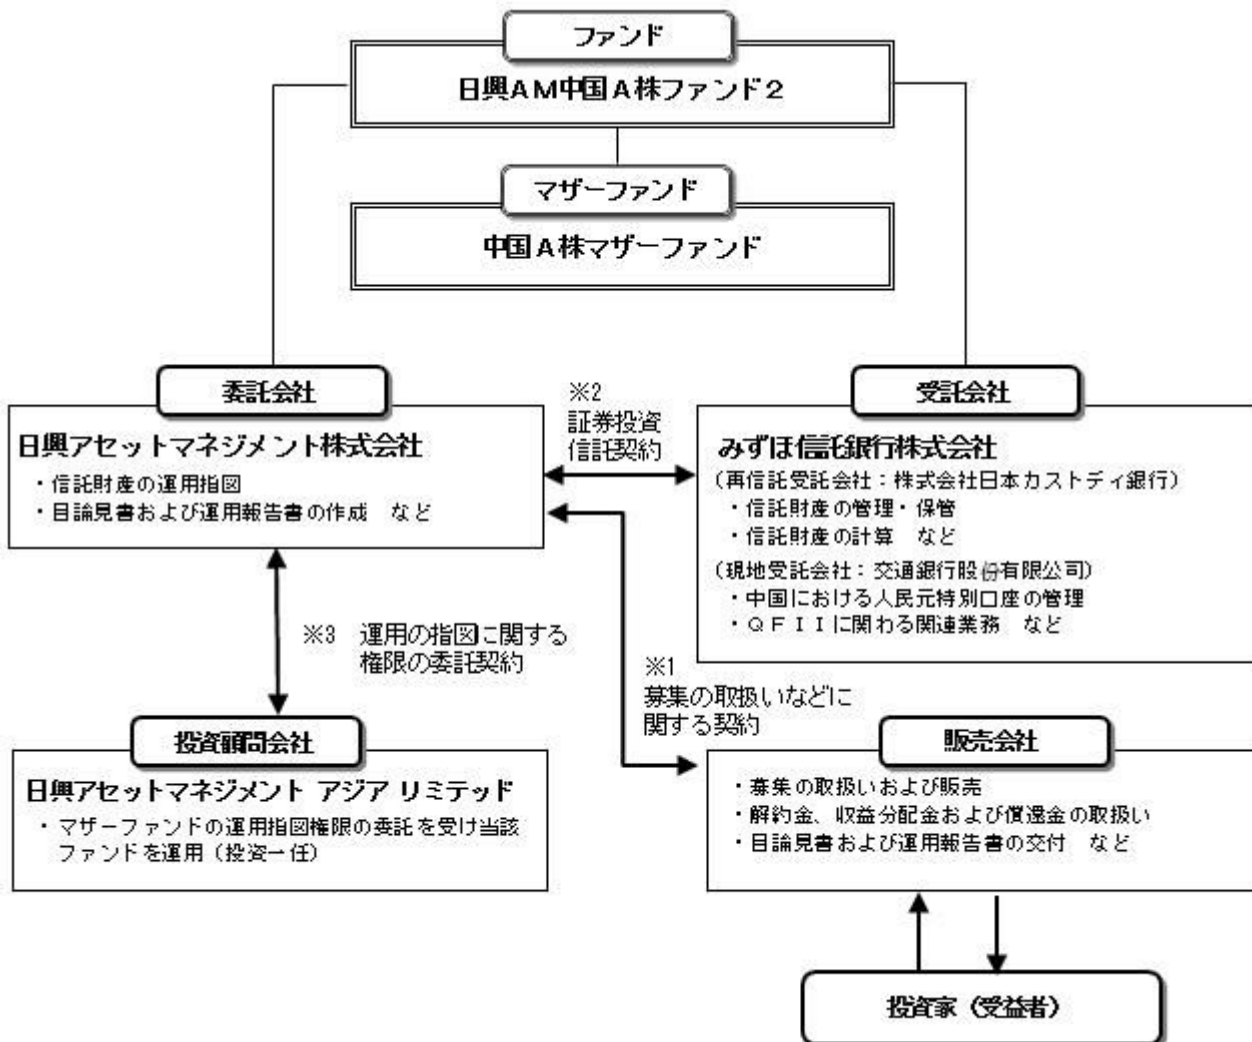 ファンド
日興AM中国A株ファンド2
マザーファンド
中国A株マザーファンド
委託会社
日興アセットマネジメント株式会社
・信託財産の運用指図
・目論見書および運用報告書の作成 など
※2
証券投資
信託契約
受託会社
みずほ信託銀行株式会社
(再信託受託会社:株式会社日本カストディ銀行)
・信託財産の管理・保管
・信託財産の計算 など
(現地受託会社:交通銀行股份有限公司)
・中国における人民元特別口座の管理
・QFIIに関わる関連業務 など
※3 運用の指図に関する
権限の委託契約
※1
募集の取扱いなどに
関する契約
投資顧問会社
日興アセットマネジメント アジア リミテッド
・マザーファンドの運用指図権限の委託を受け当該
ファンドを運用(投資一任)
販売会社
・募集の取扱いおよび販売
・解約金、収益分配金および償還金の取扱い
・目論見書および運用報告書の交付 など
投資家(受益者)